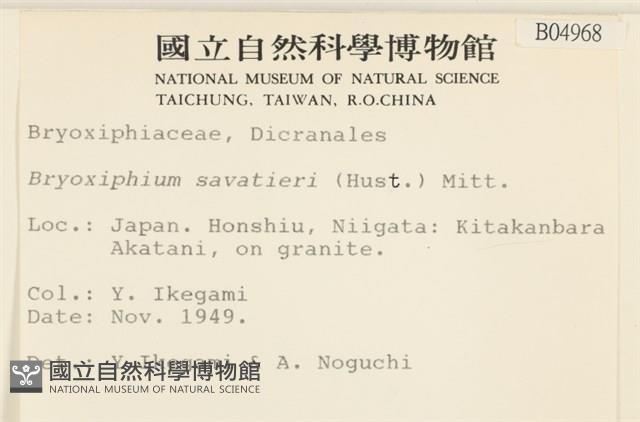 B04968
國立自然科學博物館
NATIONAL MUSEUM OF NATURAL SCIENCE
TAICHUNG, TAIWAN, R.O.CHINA
Bryoxiphiaceae, Dicranales
Bryoxiphium savatieri (Hust.) Mitt.
Loc.: Japan. Honshiu, Niigata: Kitakanbara
Akatani, on granite.
Col.: Y. Ikegami
Date: Nov. 1949.
Det.: Y. Ikegami & A. Noguchi
國立自然科學博物館
NATIONAL MUSEUM OF NATURAL SCIENCE